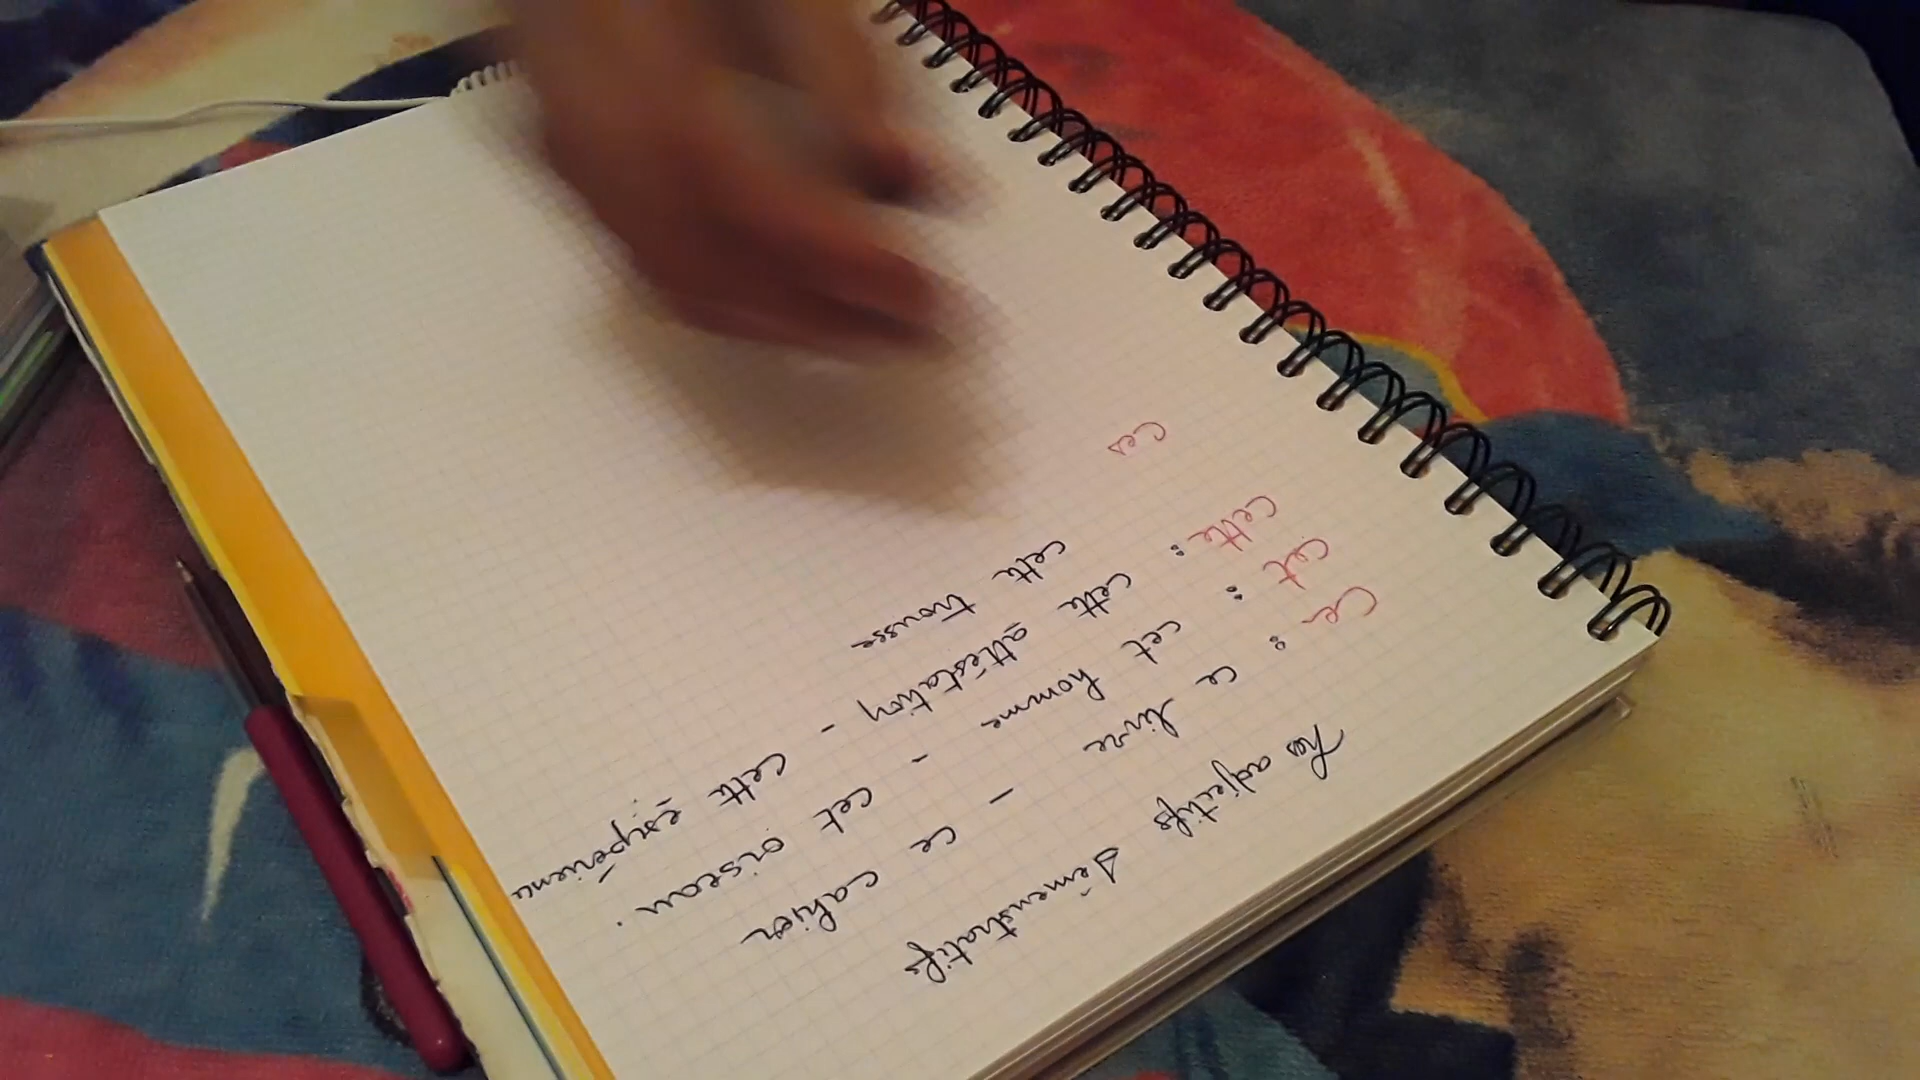 Les adjectifs démenstratifs
Ce : ce livre - ce cahier
Cet : cet homme - cet oiseau.
Cette : cette attestation - cette expérience
cette trousse
Ces